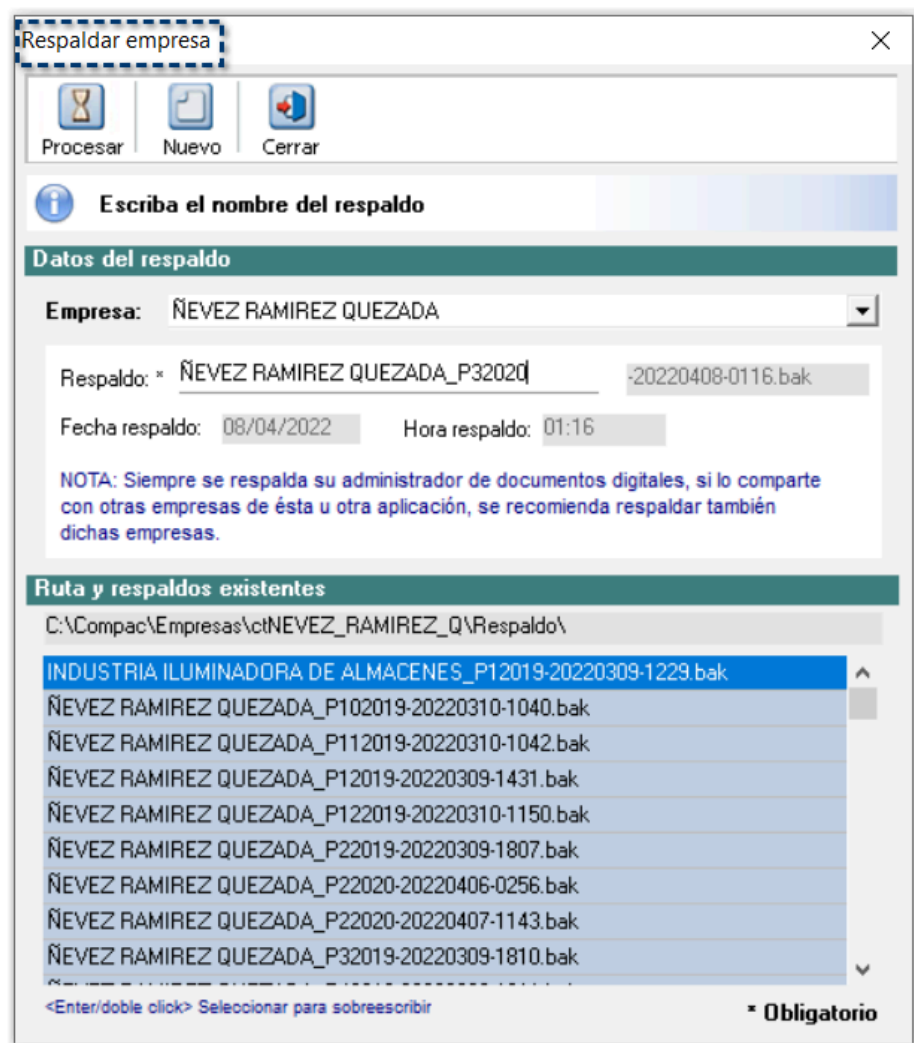 Respaldar empresa
Procesar Nuevo Cerrar
Escriba el nombre del respaldo
Datos del respaldo
Empresa: ÑEVEZ RAMIREZ QUEZADA
Respaldo: * ÑEVEZ RAMIREZ QUEZADA_P32020 -20220408-0116.bak
Fecha respaldo: 08/04/2022 Hora respaldo: 01:16
NOTA: Siempre se respalda su administrador de documentos digitales, si lo comparte
con otras empresas de ésta u otra aplicación, se recomienda respaldar también
dichas empresas.
Ruta y respaldos existentes
C:\Compac\Empresas\ctNEVEZ_RAMIREZ_Q\Respaldo\
INDUSTRIA ILUMINADORA DE ALMACENES_P12019-20220309-1229.bak
ÑEVEZ RAMIREZ QUEZADA_P102019-20220310-1040.bak
ÑEVEZ RAMIREZ QUEZADA_P112019-20220310-1042.bak
ÑEVEZ RAMIREZ QUEZADA_P12019-20220309-1431.bak
ÑEVEZ RAMIREZ QUEZADA_P122019-20220310-1150.bak
ÑEVEZ RAMIREZ QUEZADA_P22019-20220309-1807.bak
ÑEVEZ RAMIREZ QUEZADA_P22020-20220406-0256.bak
ÑEVEZ RAMIREZ QUEZADA_P22020-20220407-1143.bak
ÑEVEZ RAMIREZ QUEZADA_P32019-20220309-1810.bak
<Enter/doble click> Seleccionar para sobreescribir
* Obligatorio